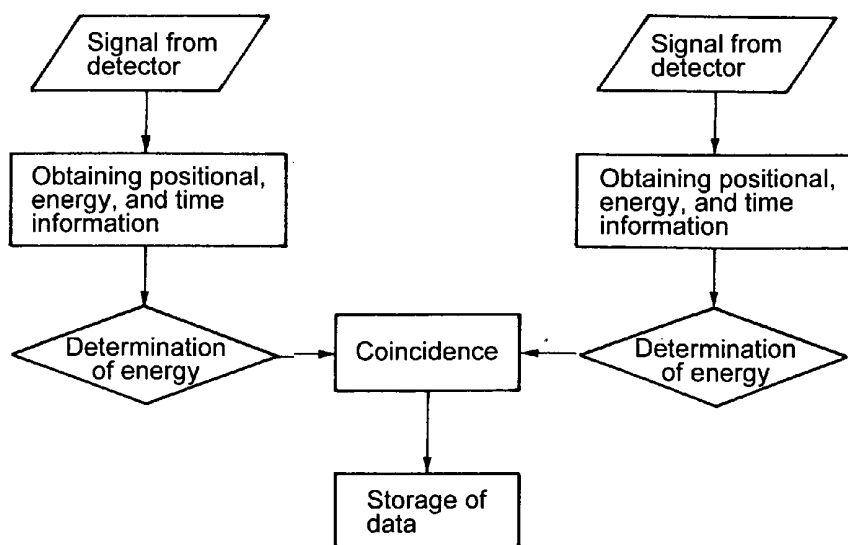 Signal from
detector
Signal from
detector
Obtaining positional,
energy, and time
information
Obtaining positional,
energy, and time
information
Determination
of energy
Coincidence
Determination
of energy
Storage of
data